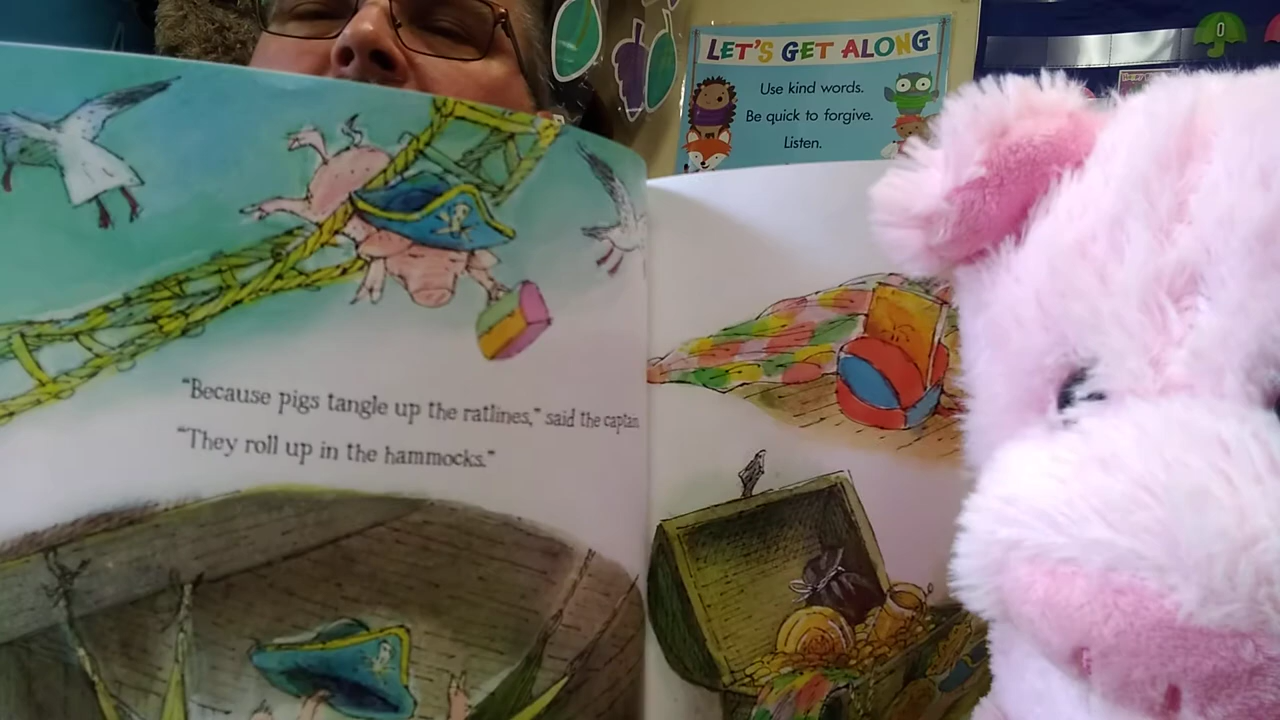 LET'S GET ALONG
Use kind words.
Be quick to forgive.
Listen.
"Because pigs tangle up the ratlines," said the captain
"They roll up in the hammocks."